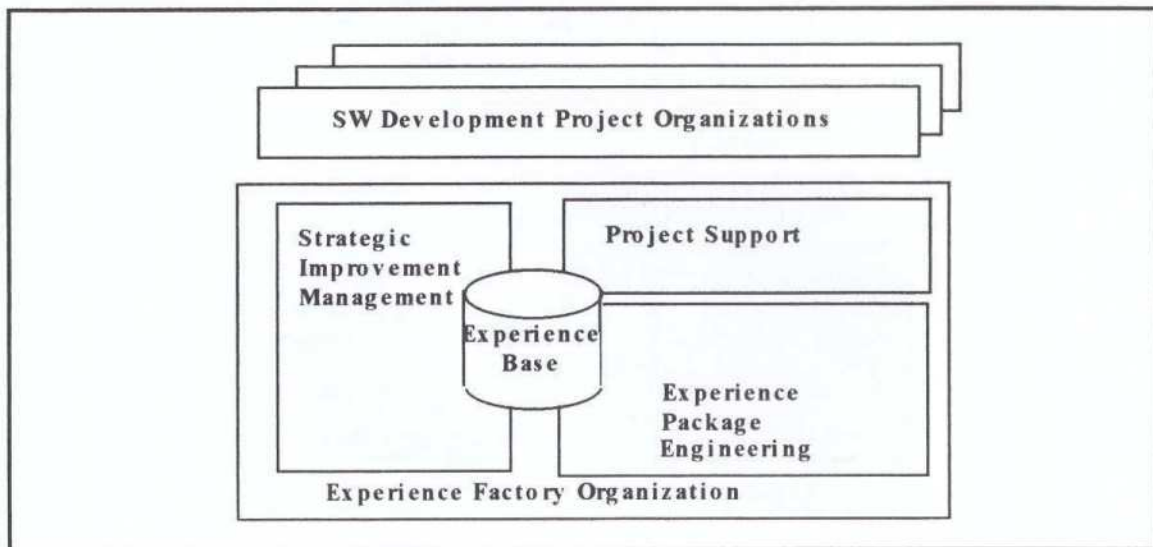 SW Development Project Organizations
Strategic
Improvement
Management
Project Support
Experience
Base
Experience
Package
Engineering
Experience Factory Organization